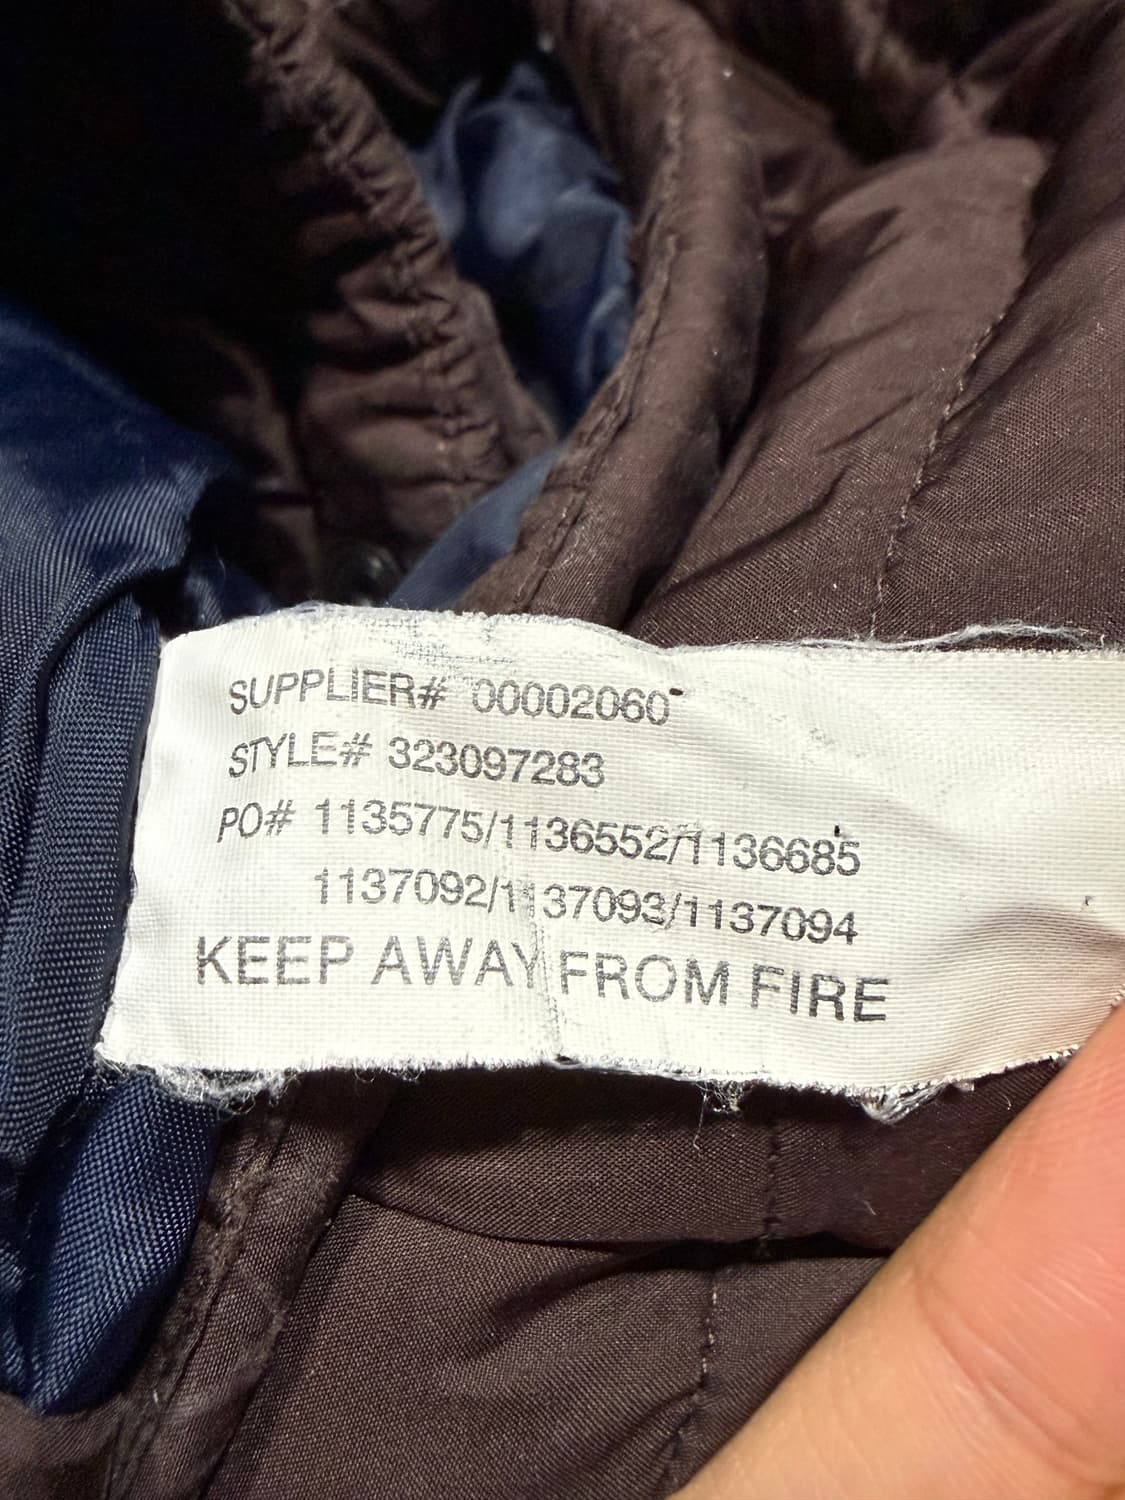 SUPPLIER# 00002060
STYLE# 323097283
PO# 1135775/1136552/1136685
1137092/1137093/1137094
KEEP AWAY FROM FIRE